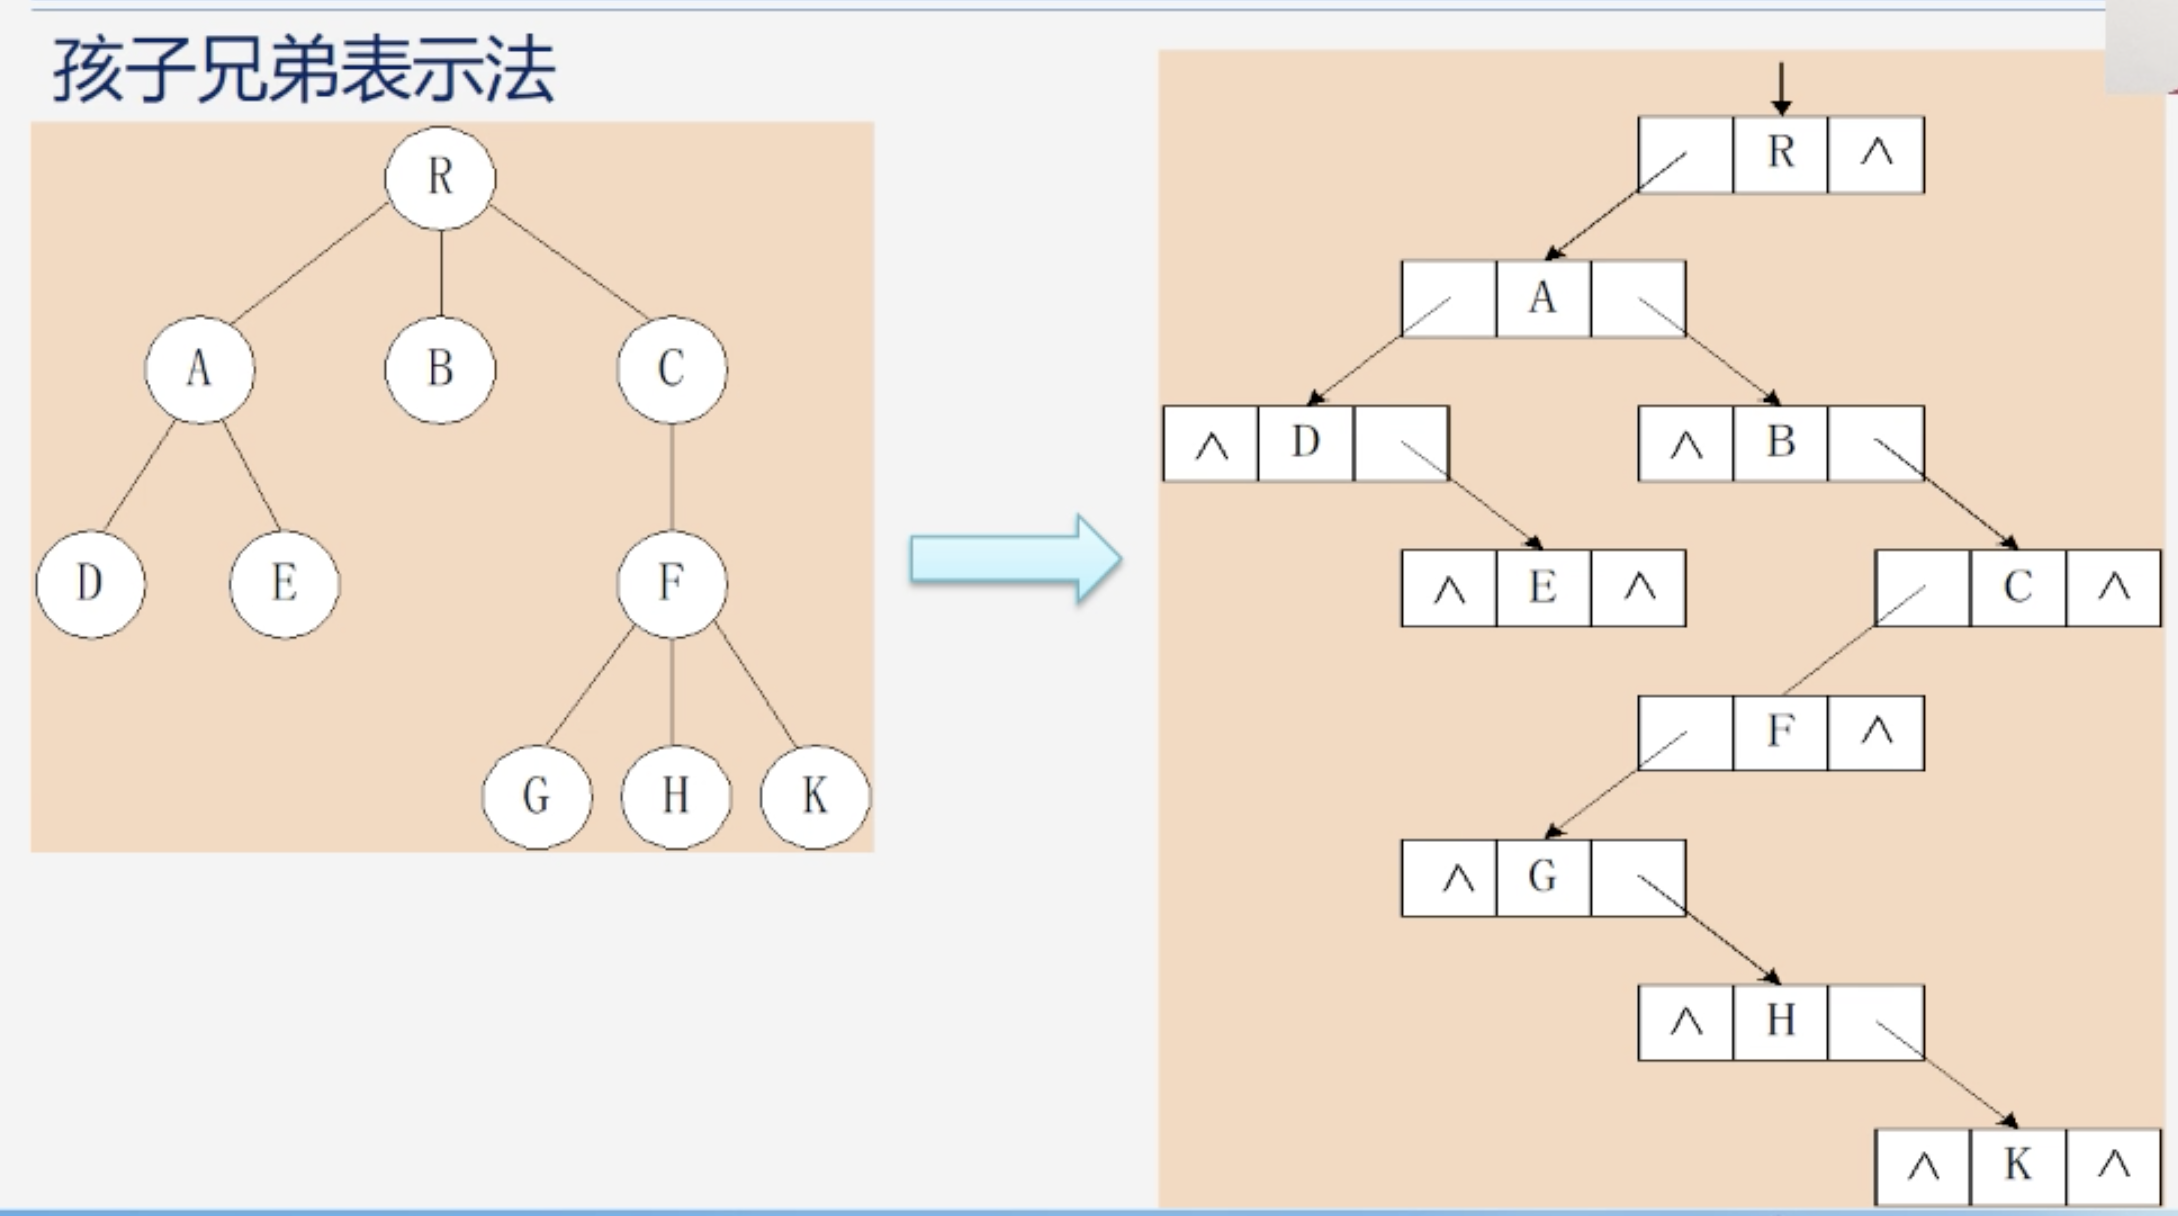 孩子兄弟表示法
R
A B C
D E F
G H K
R ∧
A
∧ D ∧ B
∧ E ∧ C ∧
F ∧
∧ G
∧ H
∧ K ∧